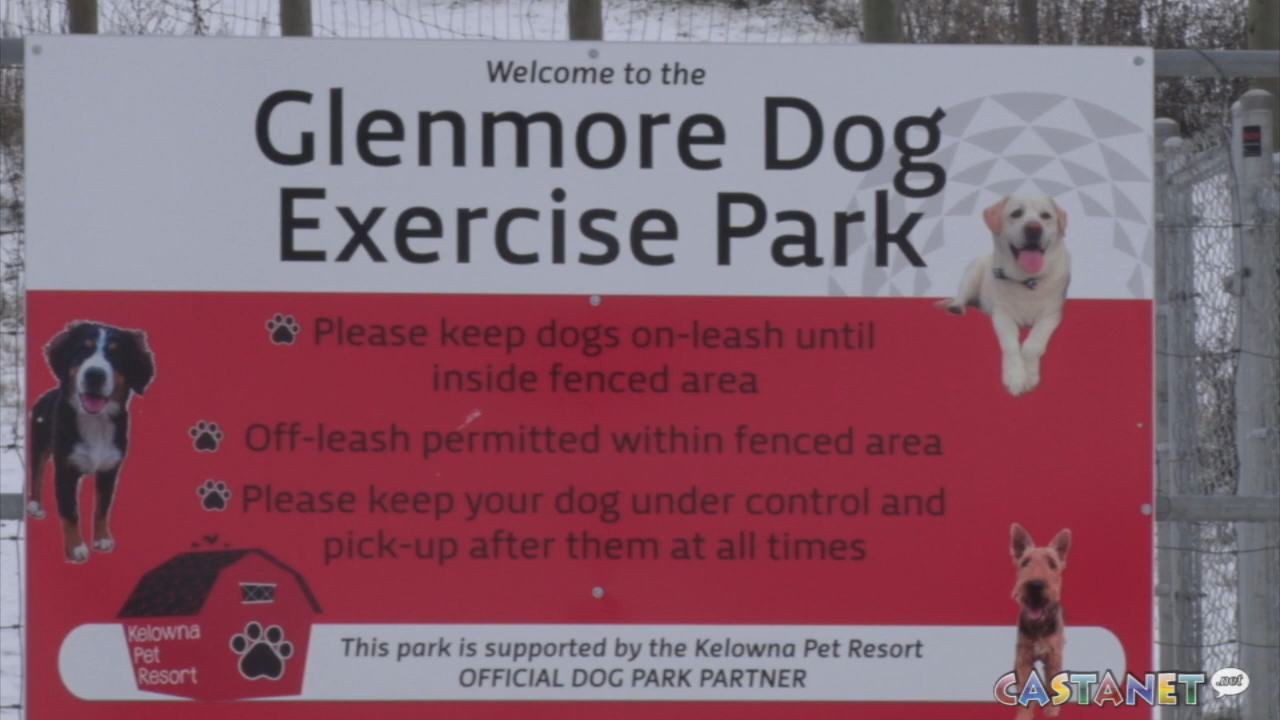 Welcome to the
Glenmore Dog
Exercise Park
Please keep dogs on-leash until
inside fenced area
Off-leash permitted within fenced area
Please keep your dog under control and
pick-up after them at all times
Kelowna
Pet
Resort
This park is supported by the Kelowna Pet Resort
OFFICIAL DOG PARK PARTNER
CASTANET.net